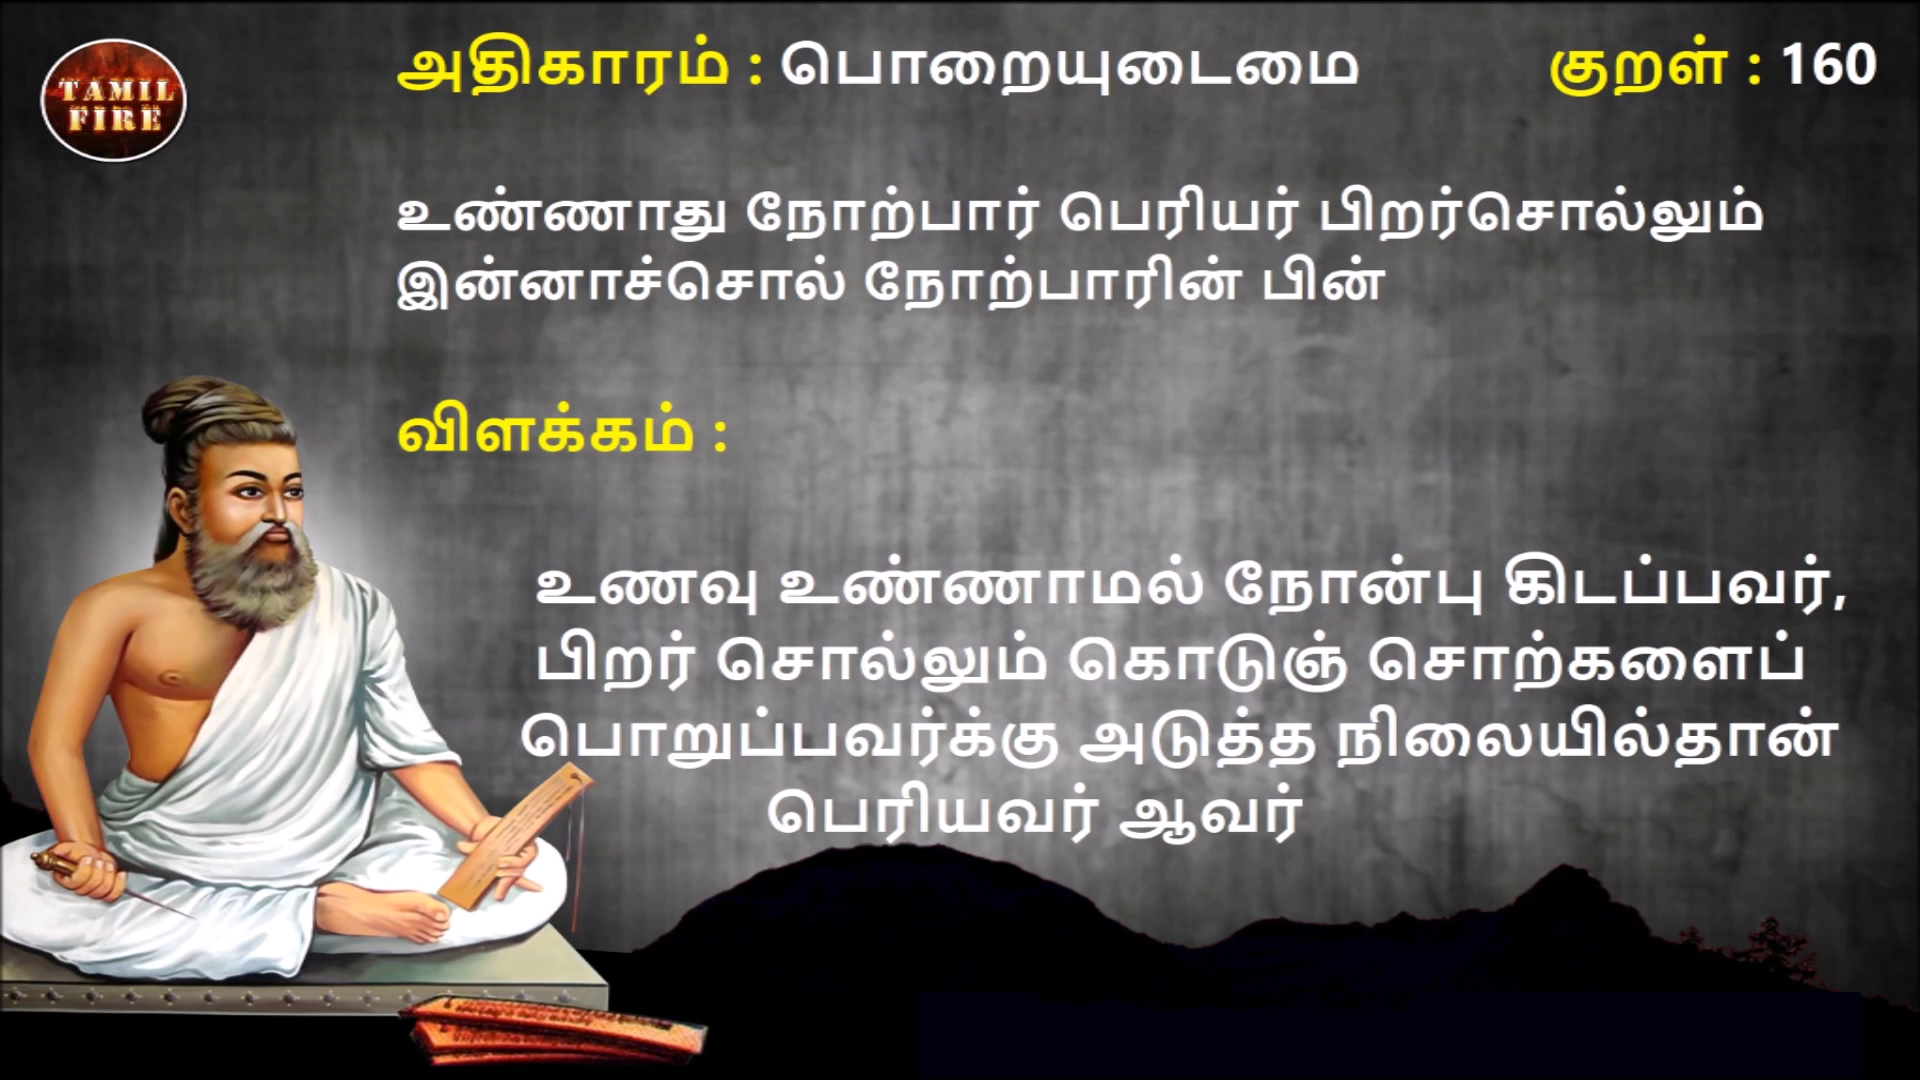 TAMIL
FIRE
அதிகாரம் : பொறையுடைமை குறள் : 160
உண்ணாது நோற்பார் பெரியர் பிறர்சொல்லும்
இன்னாச்சொல் நோற்பாரின் பின்
விளக்கம் :
உணவு உண்ணாமல் நோன்பு கிடப்பவர்,
பிறர் சொல்லும் கொடுஞ் சொற்களைப்
பொறுப்பவர்க்கு அடுத்த நிலையில்தான்
பெரியவர் ஆவர்